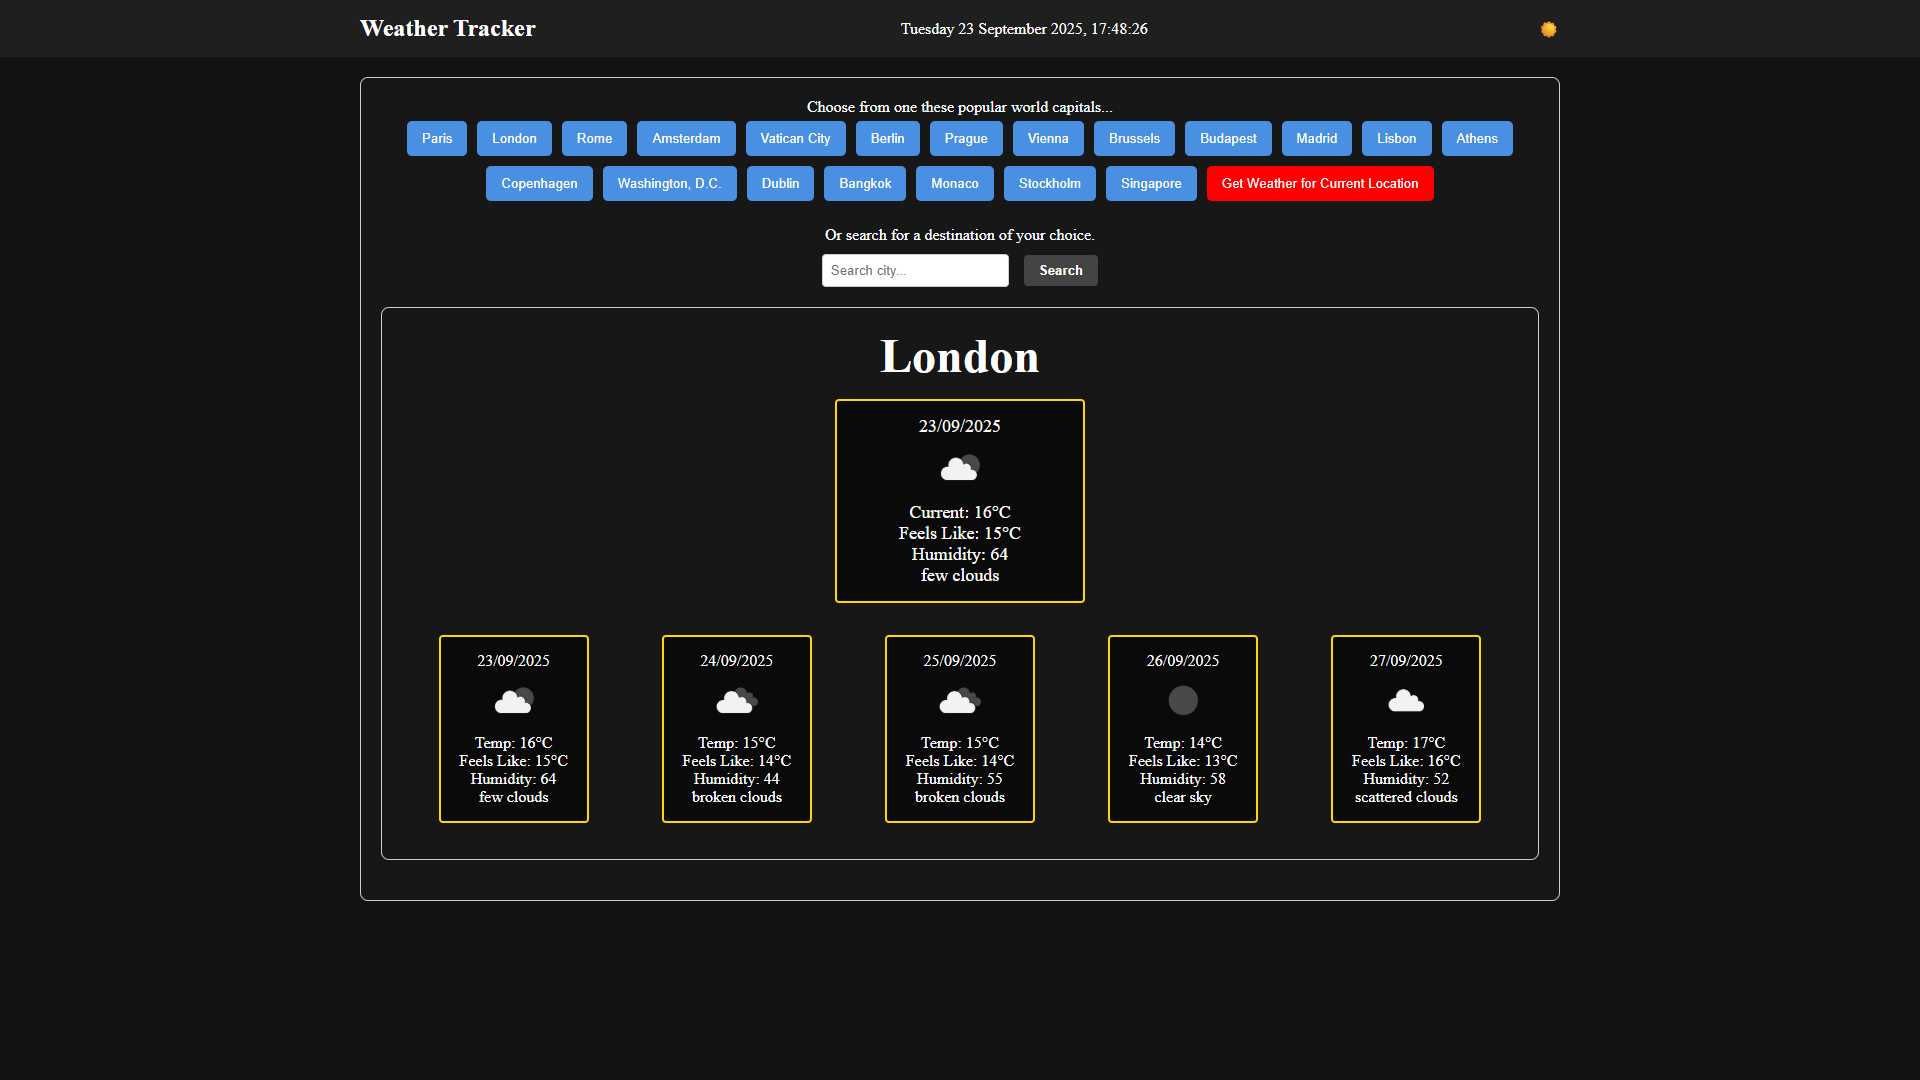 Weather Tracker
Tuesday 23 September 2025, 17:48:26
Choose from one these popular world capitals...
Paris London Rome Amsterdam Vatican City Berlin Prague Vienna Brussels Budapest Madrid Lisbon Athens
Copenhagen Washington, D.C. Dublin Bangkok Monaco Stockholm Singapore Get Weather for Current Location
Or search for a destination of your choice.
Search city... Search
London
23/09/2025
Current: 16°C
Feels Like: 15°C
Humidity: 64
few clouds
23/09/2025
Temp: 16°C
Feels Like: 15°C
Humidity: 64
few clouds
24/09/2025
Temp: 15°C
Feels Like: 14°C
Humidity: 44
broken clouds
25/09/2025
Temp: 15°C
Feels Like: 14°C
Humidity: 55
broken clouds
26/09/2025
Temp: 14°C
Feels Like: 13°C
Humidity: 58
clear sky
27/09/2025
Temp: 17°C
Feels Like: 16°C
Humidity: 52
scattered clouds